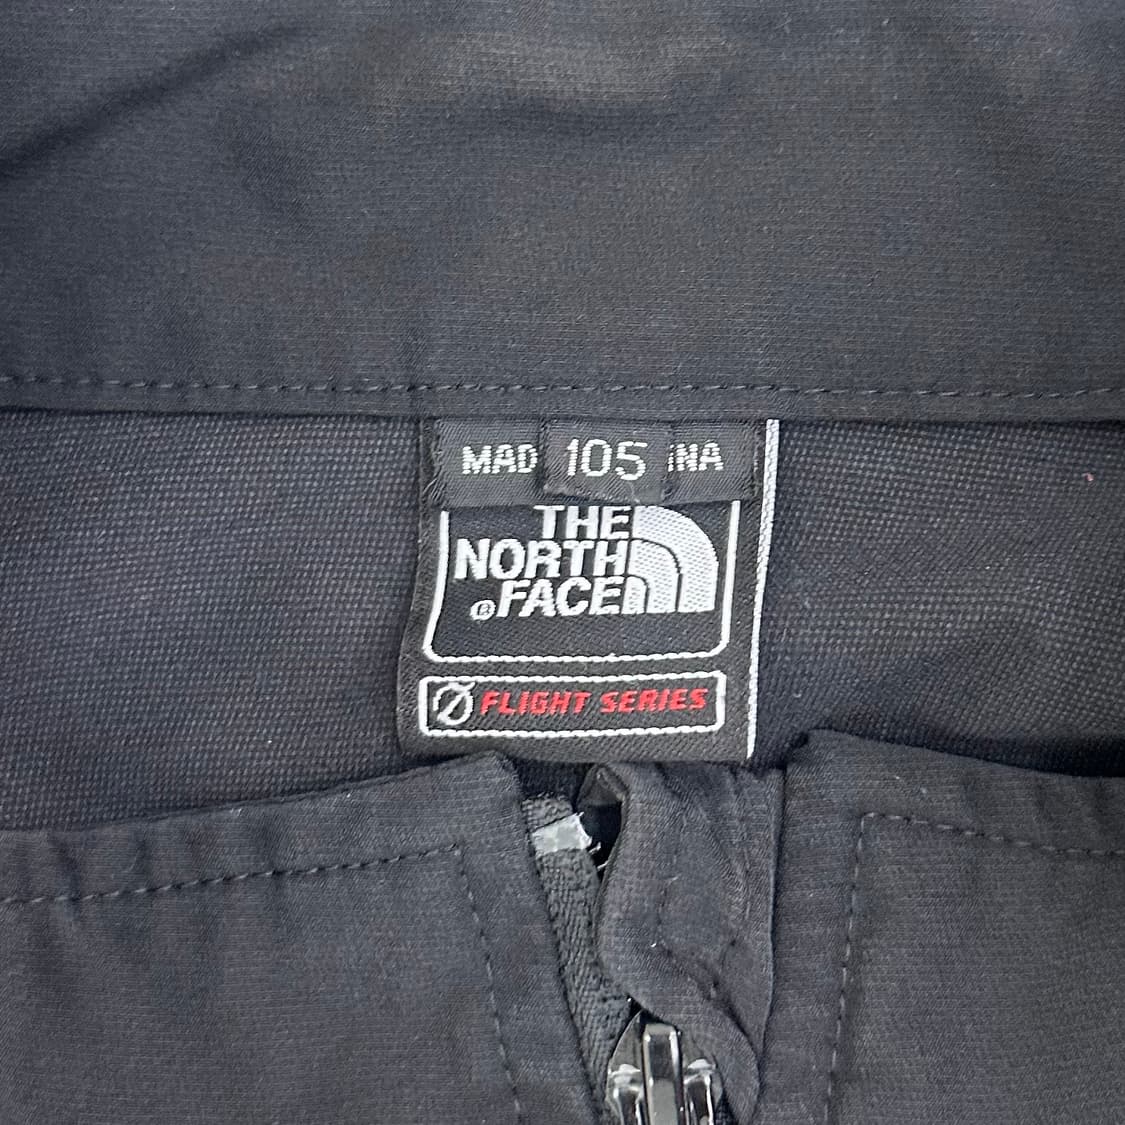 MAD 105 INA
THE
NORTH
® FACE
FLIGHT SERIES